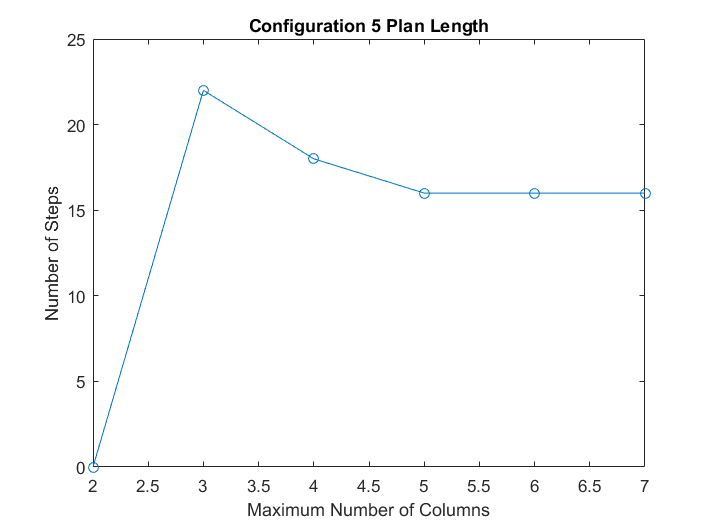 Configuration 5 Plan Length
25
20
15
10
5
0
Number of Steps
2 2.5 3 3.5 4 4.5 5 5.5 6 6.5 7
Maximum Number of Columns